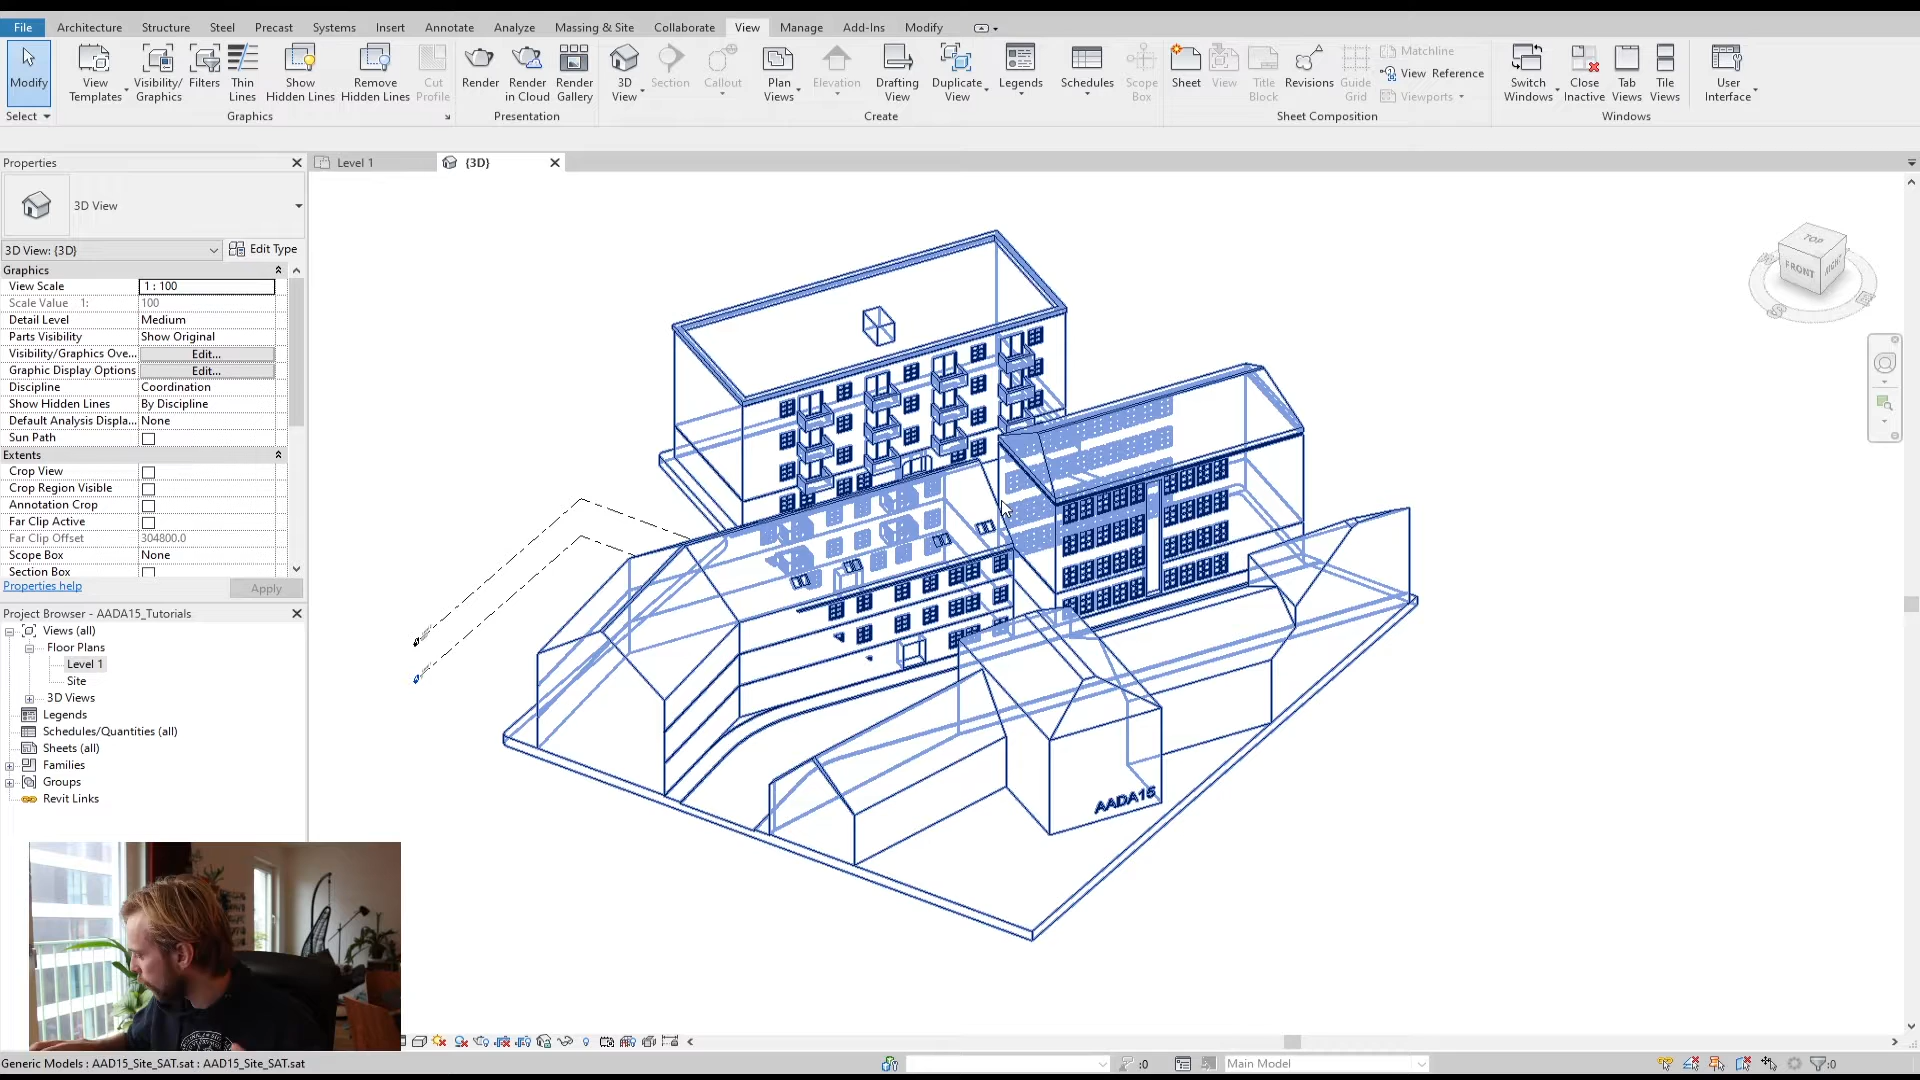 File Architecture Structure Steel Precast Systems Insert Annotate Analyze Massing & Site Collaborate View Manage Add-Ins Modify
Modify
View Templates
Visibility/ Graphics
Filters
Thin Lines
Show Hidden Lines
Remove Hidden Lines
Cut Profile
Render
Render in Cloud
Render Gallery
3D View
Section
Callout
Plan Views
Elevation
Drafting View
Duplicate View
Legends
Schedules
Scope Box
Sheet
View
Title Block
Revisions
Guide Grid
Matchline
View Reference
Viewports
Switch Windows
Close Inactive
Tab Views
Tile Views
User Interface
Select
Graphics
Presentation
Create
Sheet Composition
Windows
Properties
Level 1
{3D}
3D View
3D View: {3D}
Edit Type
Graphics
View Scale 1 : 100
Scale Value 1: 100
Detail Level Medium
Parts Visibility Show Original
Visibility/Graphics Ove... Edit...
Graphic Display Options Edit...
Discipline Coordination
Show Hidden Lines By Discipline
Default Analysis Displa... None
Sun Path
Extents
Crop View
Crop Region Visible
Annotation Crop
Far Clip Active
Far Clip Offset 304800.0
Scope Box None
Section Box
Properties help
Apply
Project Browser - AADA15_Tutorials
Views (all)
Floor Plans
Level 1
Site
3D Views
Legends
Schedules/Quantities (all)
Sheets (all)
Families
Groups
Revit Links
TOP
FRONT
RIGHT
AADA15
Generic Models : AAD15_Site_SAT.sat : AAD15_Site_SAT.sat
:0
Main Model
:0